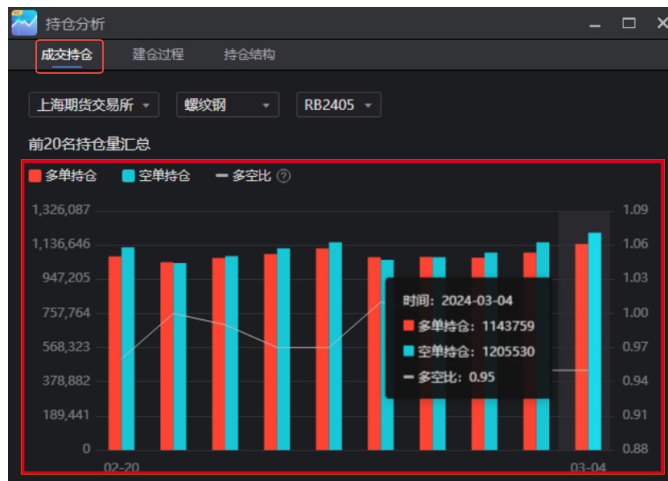 持仓分析
成交持仓 建仓过程 持仓结构
上海期货交易所 螺纹钢 RB2405
前20名持仓量汇总
多单持仓 空单持仓 多空比 ?
1,326,087 1.09
1,136,646 1.06
947,205 1.03
757,764 1.00
568,323 0.97
378,882 0.94
189,441 0.91
0 0.88
时间：2024-03-04
多单持仓：1143759
空单持仓：1205530
多空比：0.95
02-20 03-04